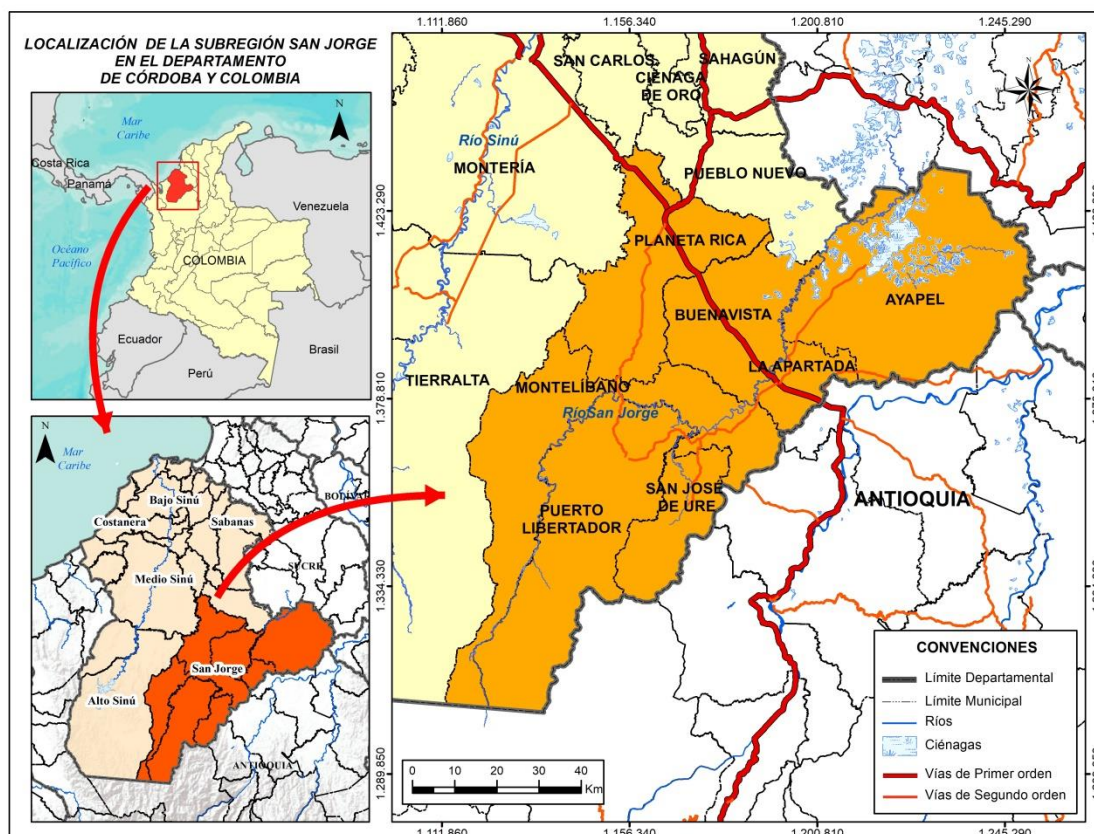 LOCALIZACIÓN DE LA SUBREGIÓN SAN JORGE
EN EL DEPARTAMENTO
DE CÓRDOBA Y COLOMBIA
N
Mar
Caribe
Costa Rica
Panamá
Venezuela
Océano
Pacífico
COLOMBIA
Ecuador
Brasil
Perú
N
Mar
Caribe
Bajo Sinú
BOLÍVAR
Costanera
Sabanas
SUCRE
Medio Sinú
San Jorge
Alto Sinú
ANTIOQUIA
1.111.860
1.156.340
1.200.810
1.245.290
SAN CARLOS
SAHAGÚN
CIÉNAGA
DE ORO
N
Río Sinú
MONTERÍA
PUEBLO NUEVO
1.423.290
PLANETA RICA
AYAPEL
BUENAVISTA
LA APARTADA
TIERRALTA
MONTELÍBANO
1.378.810
RíoSan Jorge
SAN JOSÉ
DE URE
ANTIOQUIA
PUERTO
LIBERTADOR
1.334.330
CONVENCIONES
Límite Departamental
Límite Municipal
Ríos
Ciénagas
Vías de Primer orden
Vías de Segundo orden
1.289.850
0
10
20
30
40
Km
1.111.860
1.156.340
1.200.810
1.245.290